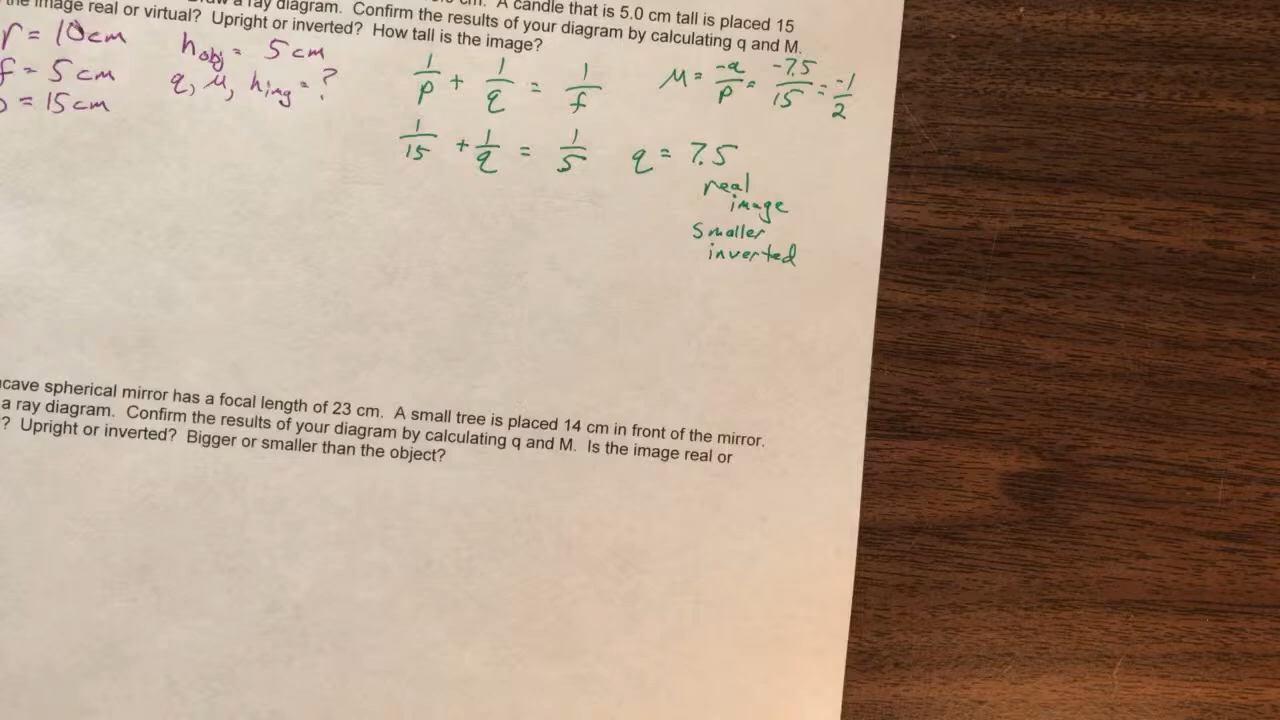 raw a ray diagram. A candle that is 5.0 cm tall is placed 15
the image real or virtual? Upright or inverted? Confirm the results of your diagram by calculating q and M.
How tall is the image?
r = 10cm
f = 5cm
p = 15cm
hobj = 5cm
q, M, himg = ?
1/p + 1/q = 1/f
1/15 + 1/q = 1/5
M = -q/p = -7.5/15 = -1/2
q = 7.5
real
image
smaller
inverted
cave spherical mirror has a focal length of 23 cm. A small tree is placed 14 cm in front of the mirror.
a ray diagram. Confirm the results of your diagram by calculating q and M. Is the image real or
? Upright or inverted? Bigger or smaller than the object?